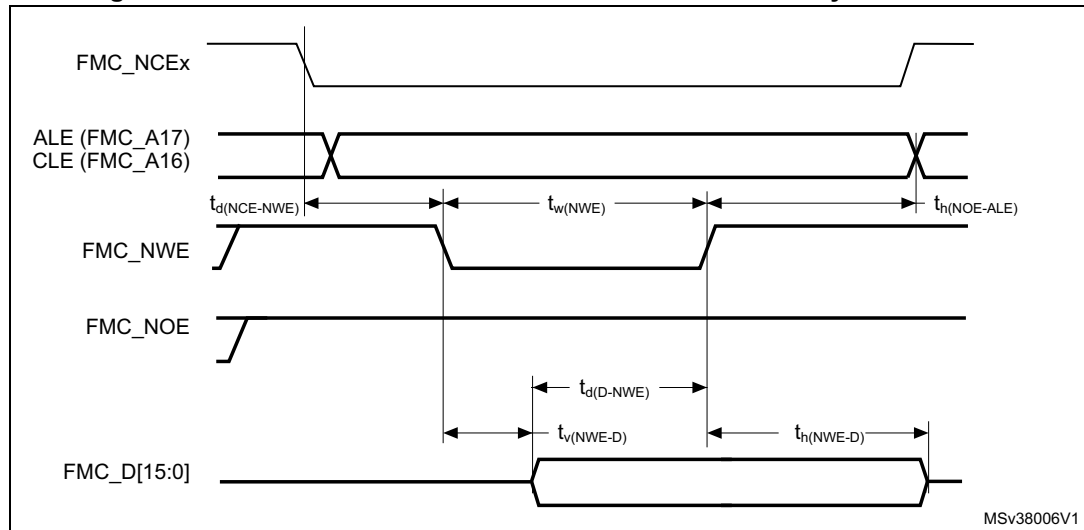 FMC_NCEx
ALE (FMC_A17)
CLE (FMC_A16)
td(NCE-NWE)
tw(NWE)
th(NOE-ALE)
FMC_NWE
FMC_NOE
td(D-NWE)
tv(NWE-D)
th(NWE-D)
FMC_D[15:0]
MSv38006V1